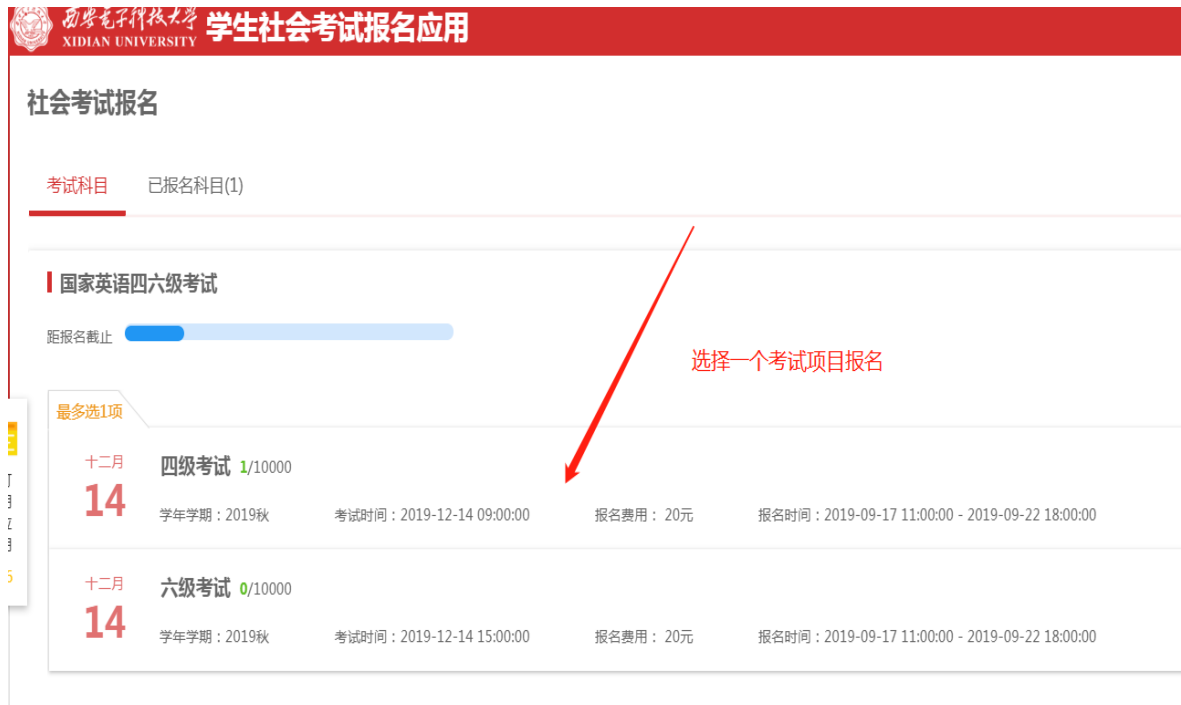 西安电子科技大学 学生社会考试报名应用
XIDIAN UNIVERSITY
社会考试报名
考试科目 已报名科目(1)
国家英语四六级考试
距报名截止
选择一个考试项目报名
最多选1项
十二月 四级考试 1/10000
14 学年学期：2019秋 考试时间：2019-12-14 09:00:00 报名费用： 20元 报名时间：2019-09-17 11:00:00 - 2019-09-22 18:00:00
十二月 六级考试 0/10000
14 学年学期：2019秋 考试时间：2019-12-14 15:00:00 报名费用： 20元 报名时间：2019-09-17 11:00:00 - 2019-09-22 18:00:00